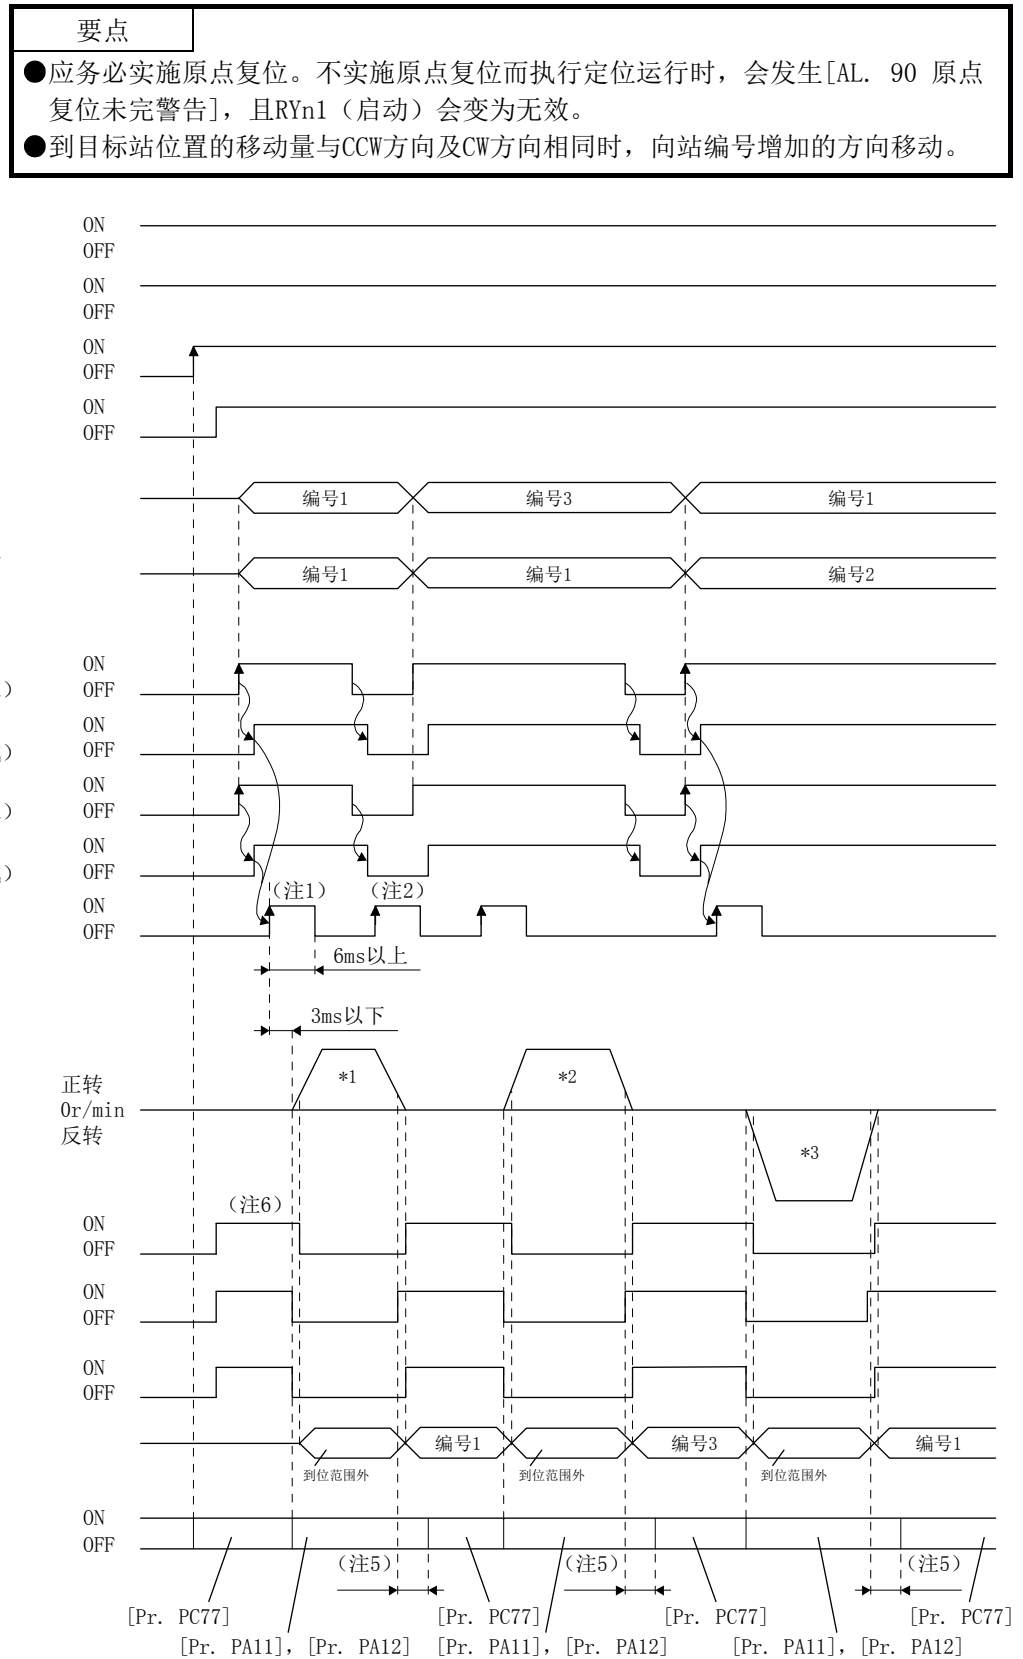 要点
●应务必实施原点复位。不实施原点复位而执行定位运行时，会发生[AL. 90 原点
复位未完警告]，且RYn1（启动）会变为无效。
●到目标站位置的移动量与CCW方向及CW方向相同时，向站编号增加的方向移动。
ON
OFF
ON
OFF
ON
OFF
ON
OFF
编号1 编号3 编号1
编号1 编号1 编号2
ON
) OFF
ON
) OFF
ON
) OFF
ON
) OFF
(注1) (注2)
ON
OFF
6ms以上
3ms以下
*1 *2
正转
0r/min
反转
*3
(注6)
ON
OFF
ON
OFF
ON
OFF
编号1 编号3 编号1
到位范围外 到位范围外 到位范围外
ON
OFF
(注5) (注5) (注5)
[Pr. PC77] [Pr. PC77] [Pr. PC77] [Pr. PC77]
[Pr. PA11], [Pr. PA12] [Pr. PA11], [Pr. PA12] [Pr. PA11], [Pr. PA12]